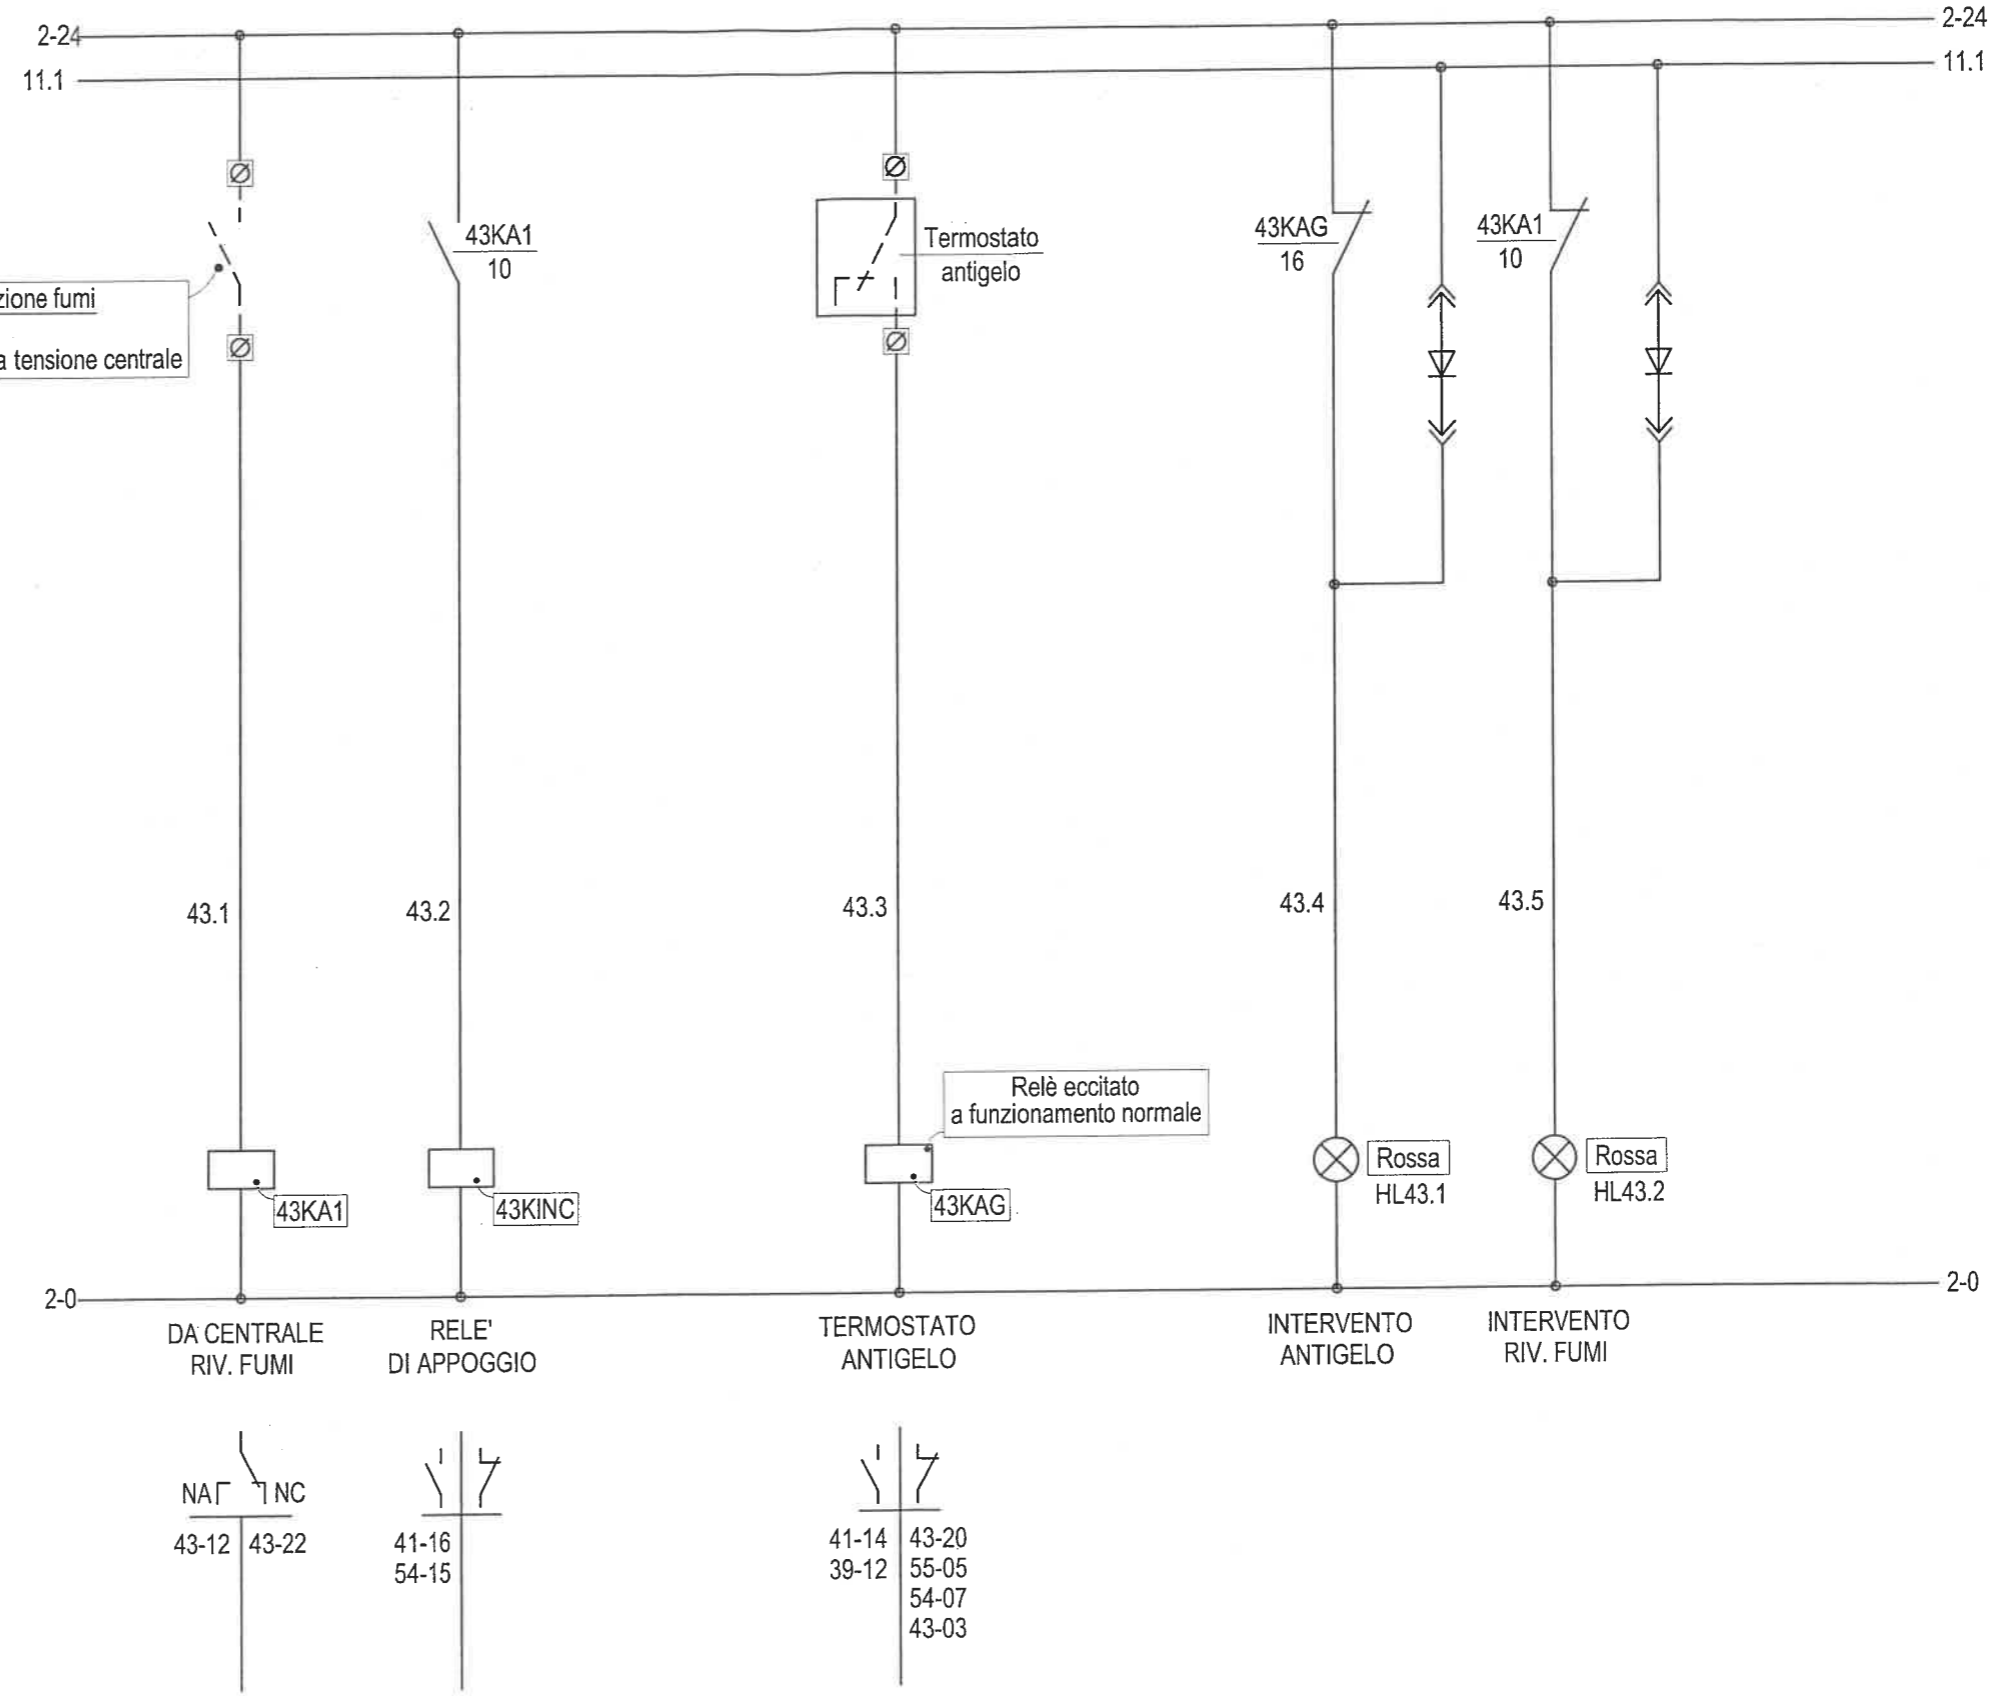 2-24
2-24
11.1
11.1
43KA1
10
Termostato
antigelo
43KAG
16
43KA1
10
fumi
tensione centrale
43.1
43.2
43.3
43.4
43.5
Relè eccitato
a funzionamento normale
43KA1
43KINC
43KAG
Rossa
HL43.1
Rossa
HL43.2
2-0
2-0
DA CENTRALE
RIV. FUMI
RELE'
DI APPOGGIO
TERMOSTATO
ANTIGELO
INTERVENTO
ANTIGELO
INTERVENTO
RIV. FUMI
NA NC
43-12 43-22
41-16
54-15
41-14 43-20
39-12 55-05
54-07
43-03